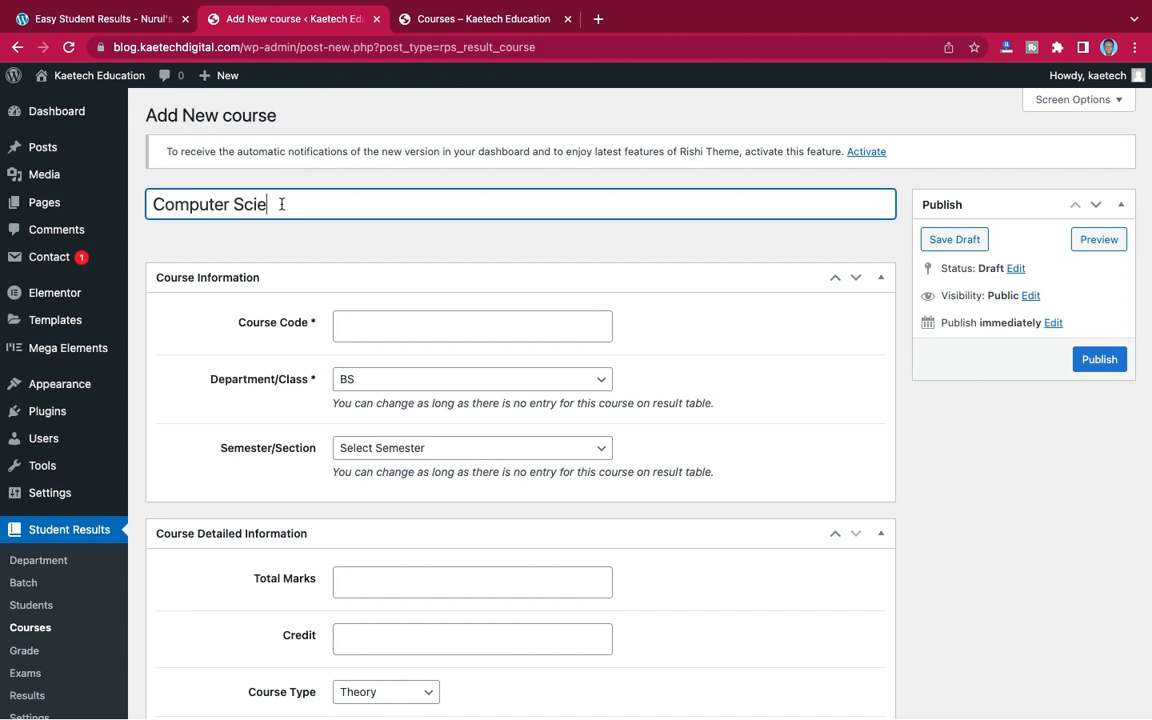 Easy Student Results - Nurul's
Add New course ‹ Kaetech Ed
Courses – Kaetech Education
blog.kaetechdigital.com/wp-admin/post-new.php?post_type=rps_result_course
Kaetech Education
0
New
Howdy, kaetech
Dashboard
Posts
Media
Pages
Comments
Contact 1
Elementor
Templates
Mega Elements
Appearance
Plugins
Users
Tools
Settings
Student Results
Department
Batch
Students
Courses
Grade
Exams
Results
Settings
Screen Options
Add New course
To receive the automatic notifications of the new version in your dashboard and to enjoy latest features of Rishi Theme, activate this feature. Activate
Computer Scie
Course Information
Course Code *
Department/Class *
BS
You can change as long as there is no entry for this course on result table.
Semester/Section
Select Semester
You can change as long as there is no entry for this course on result table.
Course Detailed Information
Total Marks
Credit
Course Type
Theory
Publish
Save Draft
Preview
Status: Draft Edit
Visibility: Public Edit
Publish immediately Edit
Publish